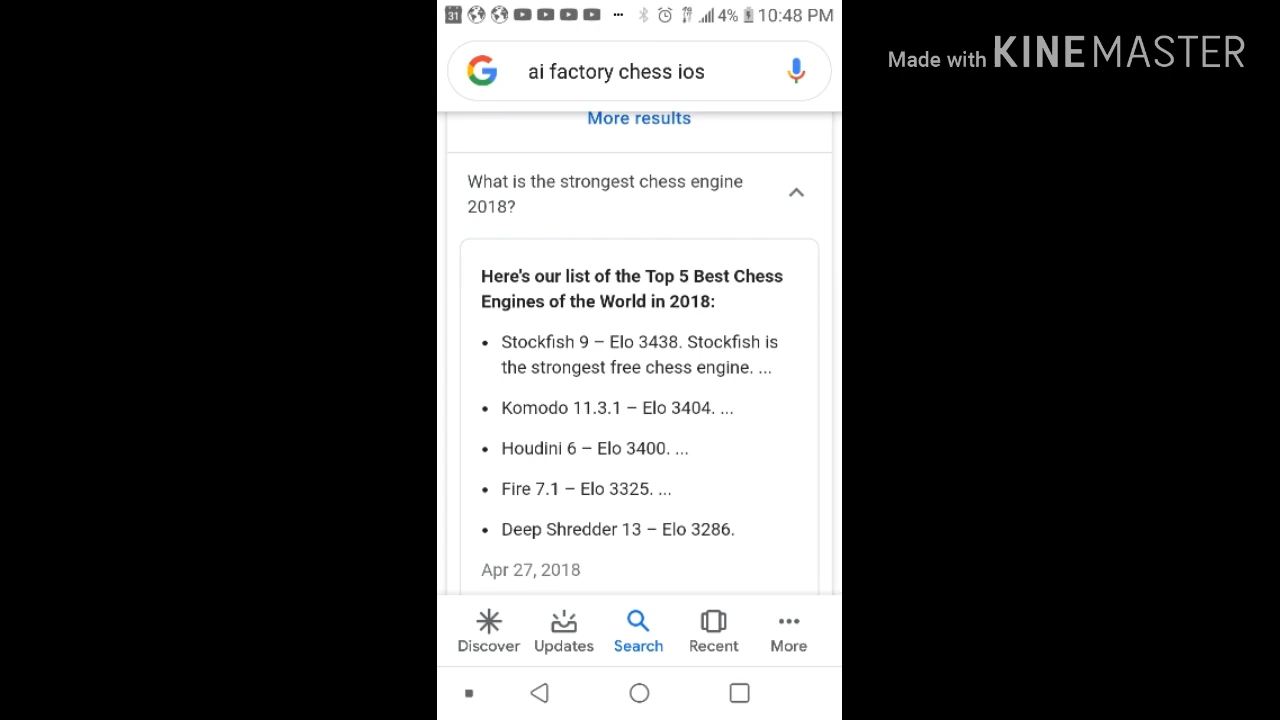 31 4% 10:48 PM
Made with KINEMASTER
ai factory chess ios
More results
What is the strongest chess engine
2018?
Here's our list of the Top 5 Best Chess
Engines of the World in 2018:
• Stockfish 9 – Elo 3438. Stockfish is
the strongest free chess engine. ...
• Komodo 11.3.1 – Elo 3404. ...
• Houdini 6 – Elo 3400. ...
• Fire 7.1 – Elo 3325. ...
• Deep Shredder 13 – Elo 3286.
Apr 27, 2018
Discover Updates Search Recent More